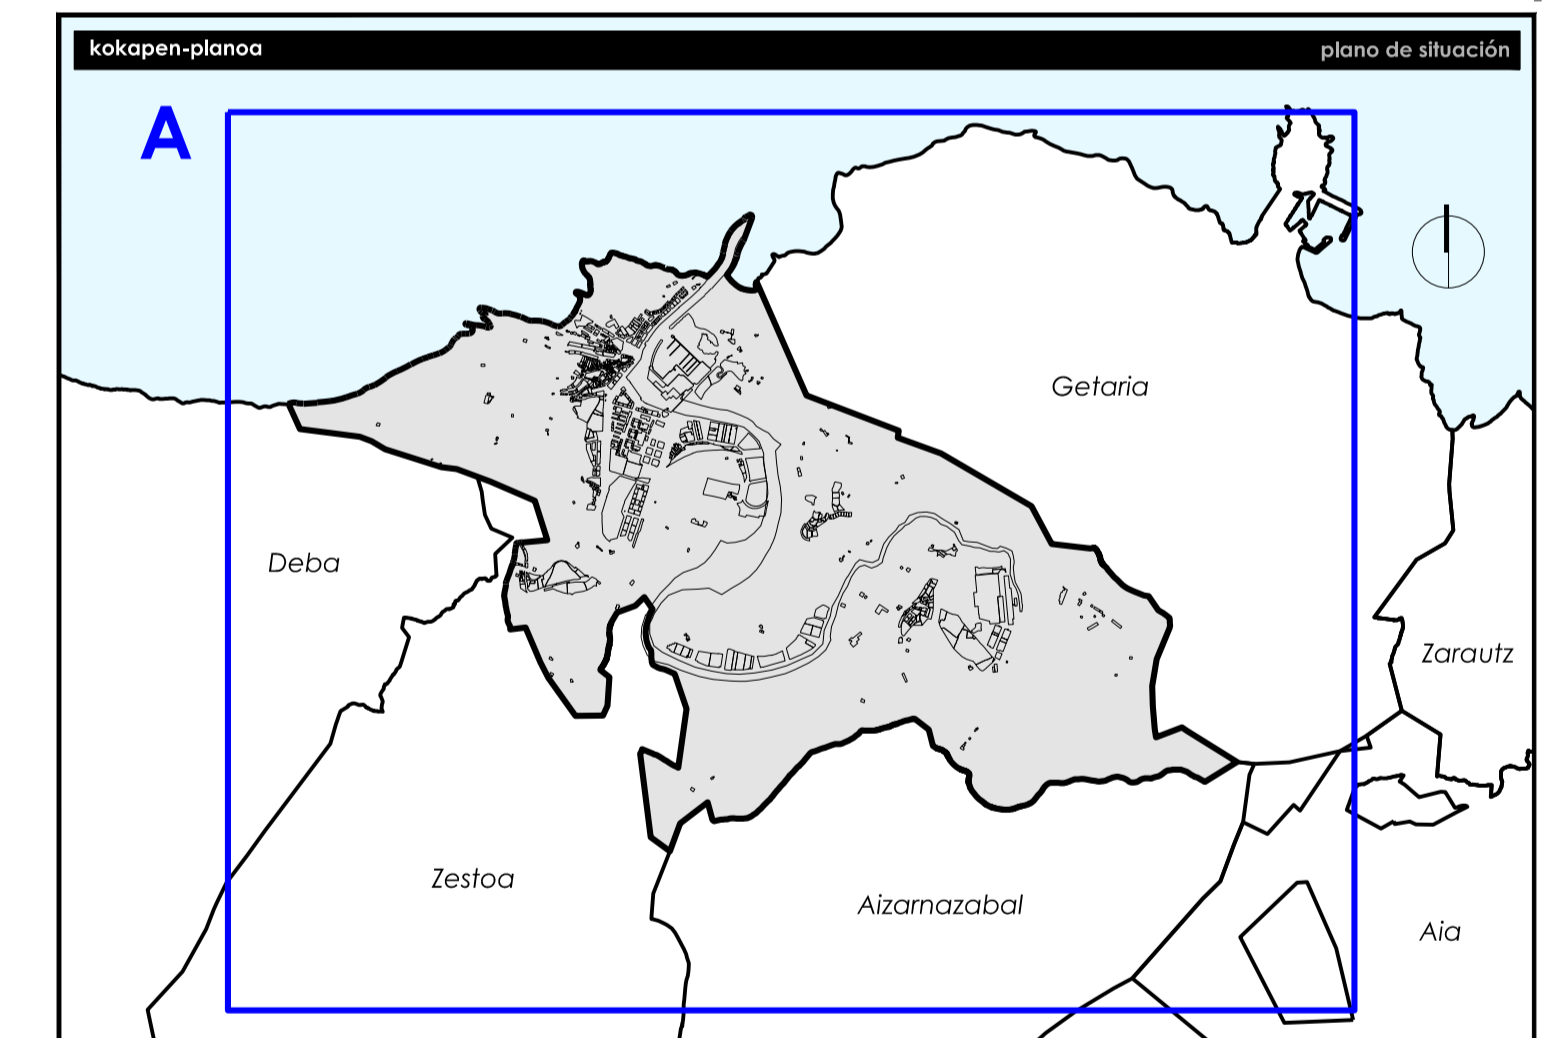 kokapen-planoa
plano de situación
A
Getaria
Deba
Zarautz
Zestoa
Aizarnazabal
Aia